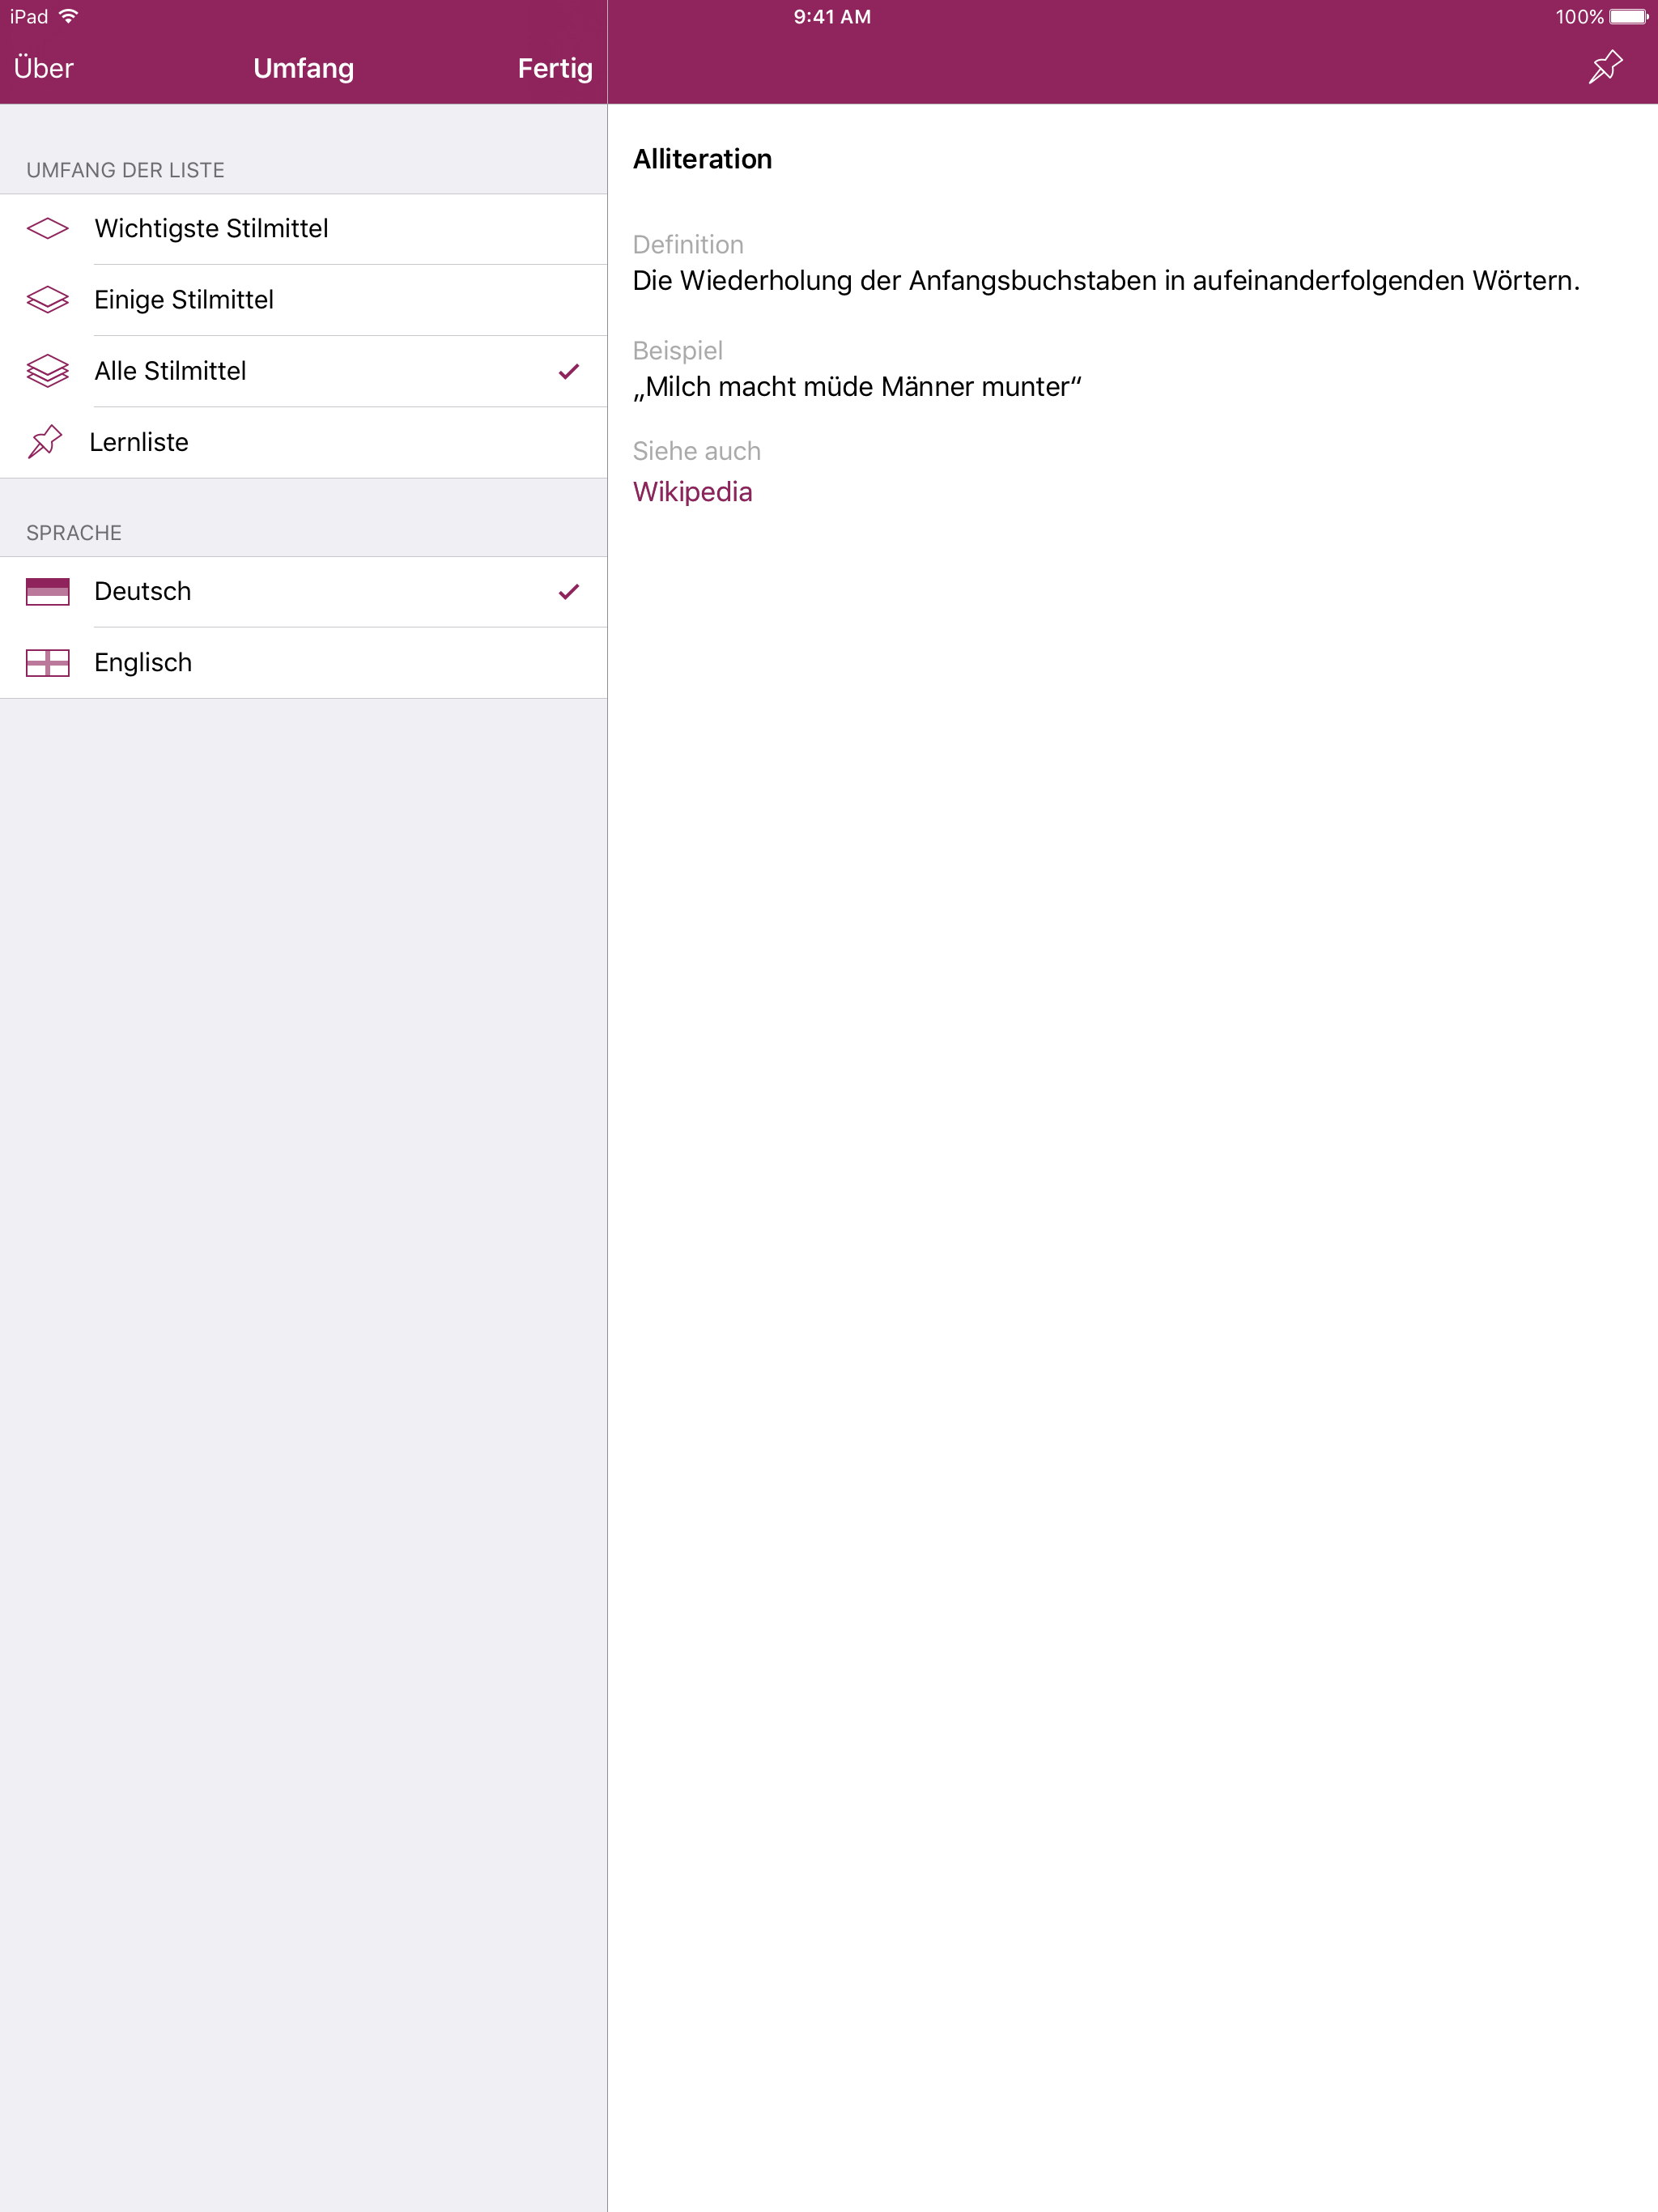 iPad
9:41 AM
100%
Über
Umfang
Fertig
UMFANG DER LISTE
Wichtigste Stilmittel
Einige Stilmittel
Alle Stilmittel
Lernliste
SPRACHE
Deutsch
Englisch
Alliteration
Definition
Die Wiederholung der Anfangsbuchstaben in aufeinanderfolgenden Wörtern.
Beispiel
„Milch macht müde Männer munter“
Siehe auch
Wikipedia